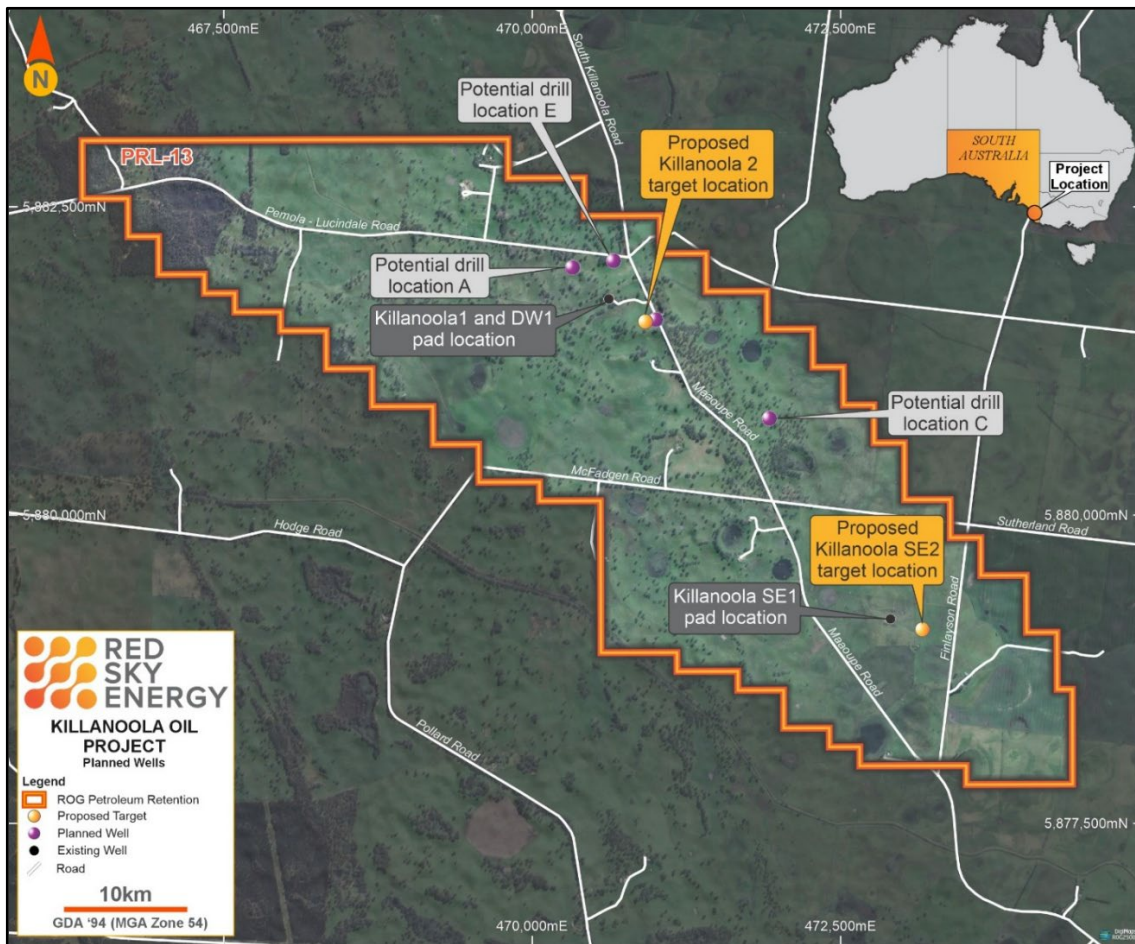 467,500mE
470,000mE
472,500mE
N
South Killanoola Road
Potential drill
location E
Proposed
Killanoola 2
target location
SOUTH
AUSTRALIA
Project
Location
PRL-13
5,882,500mN
Penola - Lucindale Road
Potential drill
location A
Killanoola1 and DW1
pad location
Maaoupe Road
Potential drill
location C
McFadgen Road
5,880,000mN
5,880,000mN
Hodge Road
Sutherland Road
Proposed
Killanoola SE2
target location
Killanoola SE1
pad location
Finlayson Road
Maaoupe Road
Pollard Road
5,877,500mN
RED
SKY
ENERGY
KILLANOOLA OIL
PROJECT
Planned Wells
Legend
ROG Petroleum Retention
Proposed Target
Planned Well
Existing Well
Road
10km
GDA '94 (MGA Zone 54)
470,000mE
472,500mE